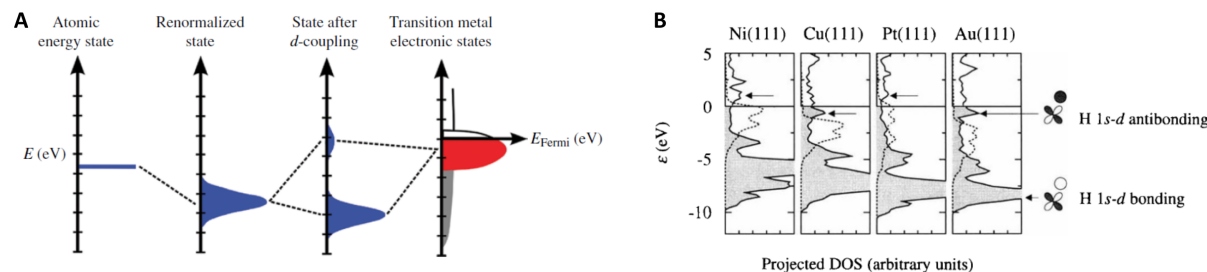 A
Atomic
energy state
Renormalized
state
State after
d-coupling
Transition metal
electronic states
E (eV)
E_Fermi (eV)
B
Ni(111) Cu(111) Pt(111) Au(111)
5
0
-5
-10
ε (eV)
H 1s-d antibonding
H 1s-d bonding
Projected DOS (arbitrary units)